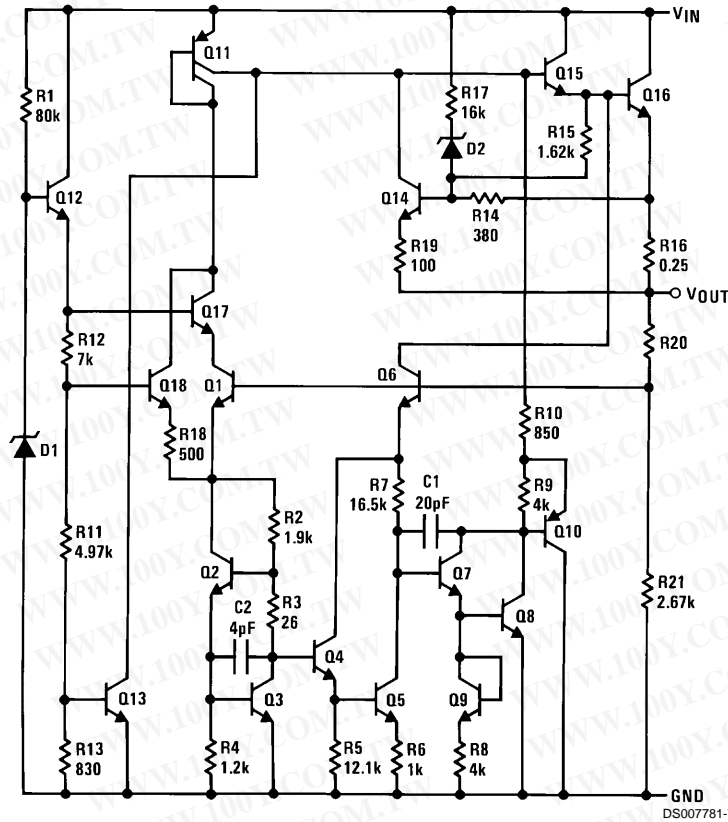 VIN
Q11
Q15
Q16
R1
80k
R17
16k
R15
1.62k
D2
Q12
Q14
R14
380
R19
100
R16
0.25
VOUT
Q17
R12
7k
R20
Q18
Q1
Q6
R18
500
R10
850
D1
R7
16.5k
C1
20pF
R9
4k
R2
1.9k
Q10
R11
4.97k
Q2
Q7
R3
26
Q8
R21
2.67k
C2
4pF
Q4
Q13
Q3
Q5
Q9
R13
830
R4
1.2k
R5
12.1k
R6
1k
R8
4k
GND
DS007781-
WWW.100Y.COM.TW